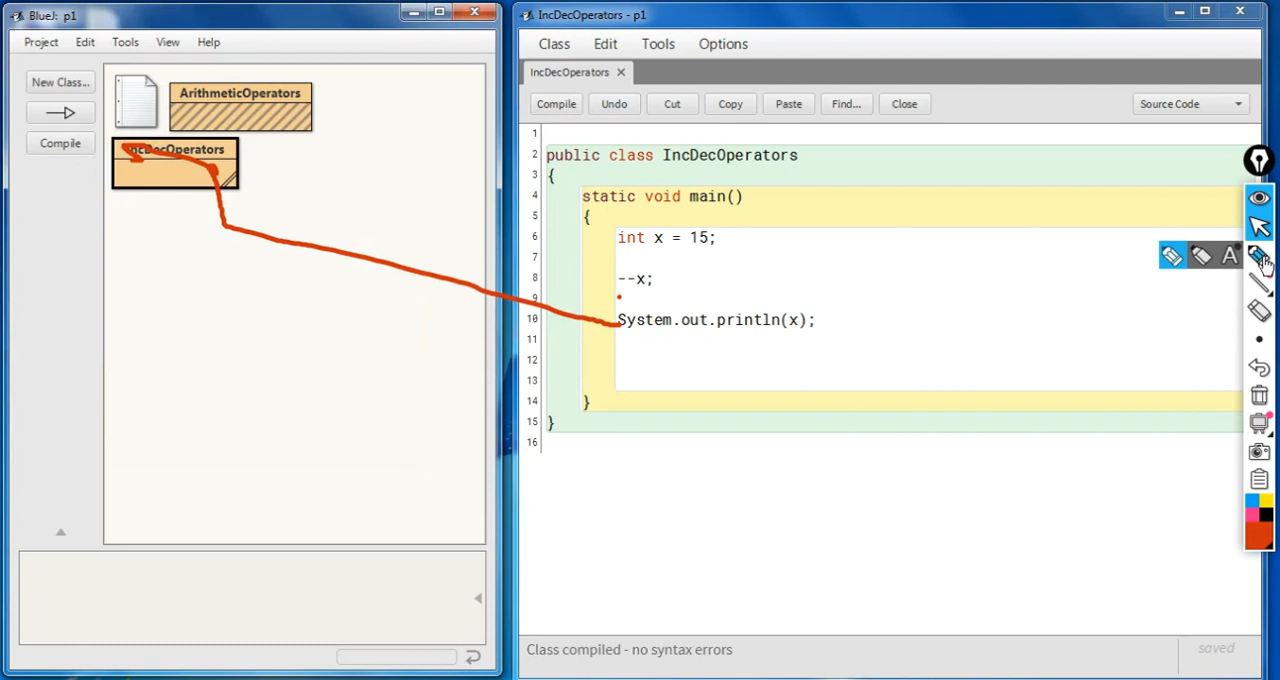 BlueJ: p1
Project Edit Tools View Help
New Class...
Compile
ArithmeticOperators
IncDecOperators
IncDecOperators - p1
Class Edit Tools Options
IncDecOperators ×
Compile Undo Cut Copy Paste Find... Close Source Code
1
2 public class IncDecOperators
3 {
4 static void main()
5 {
6 int x = 15;
7
8 --x;
9
10 System.out.println(x);
11
12
13
14 }
15 }
16
A
Class compiled - no syntax errors
saved